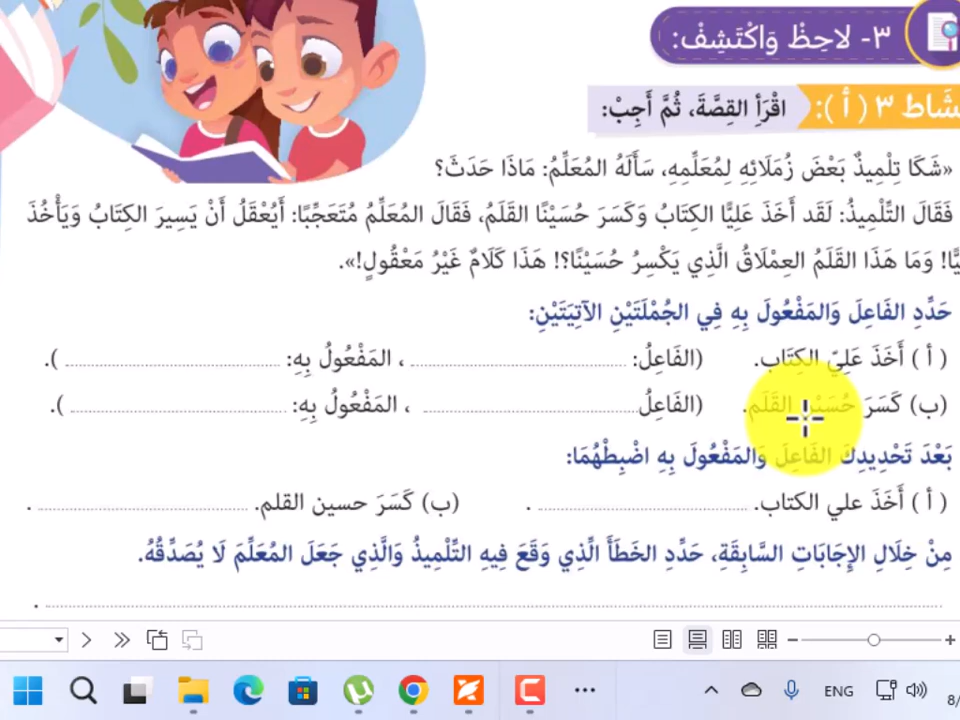 ٣- لاحِظْ وَاكْتَشِفْ:
٣ ( أ ): اقْرَأِ القِصَّةَ، ثُمَّ أَجِبْ:
«شَكَا تِلْمِيذٌ بَعْضَ زُمَلَائِهِ لِمُعَلِّمِهِ، سَأَلَهُ المُعَلِّمُ: مَاذَا حَدَثَ؟
فَقَالَ التِّلْمِيذُ: لَقَد أَخَذَ عَلِيًّا الكِتَابُ وَكَسَرَ حُسَيْنًا القَلَمُ، فَقَالَ المُعَلِّمُ مُتَعَجِّبًا: أَيُعْقَلُ أَنْ يَسِيرَ الكِتَابُ وَيَأْخُذَ
وَمَا هَذَا القَلَمُ العِمْلَاقُ الَّذِي يَكْسِرُ حُسَيْنًا؟! هَذَا كَلَامٌ غَيْرُ مَعْقُولٍ!».
حَدِّدِ الفَاعِلَ وَالمَفْعُولَ بِهِ فِي الجُمْلَتَيْنِ الآتِيَتَيْنِ:
( أ ) أَخَذَ عَلِيّ الكِتَاب. (الفَاعِلُ: ..............................، المَفْعُولُ بِهِ: ..............................).
(ب) كَسَرَ حُسَيْن القَلَم. (الفَاعِلُ ..............................، المَفْعُولُ بِهِ: ..............................).
بَعْدَ تَحْدِيدِكَ الفَاعِلَ وَالمَفْعُولَ بِهِ اضْبِطْهُمَا:
( أ ) أَخَذَ علي الكتاب. .............................. . (ب) كَسَرَ حسين القلم. .............................. .
مِنْ خِلَالِ الإِجَابَاتِ السَّابِقَةِ، حَدِّدِ الخَطَأَ الَّذِي وَقَعَ فِيهِ التِّلْمِيذُ وَالَّذِي جَعَلَ المُعَلِّمَ لَا يُصَدِّقُهُ.
ENG
8/